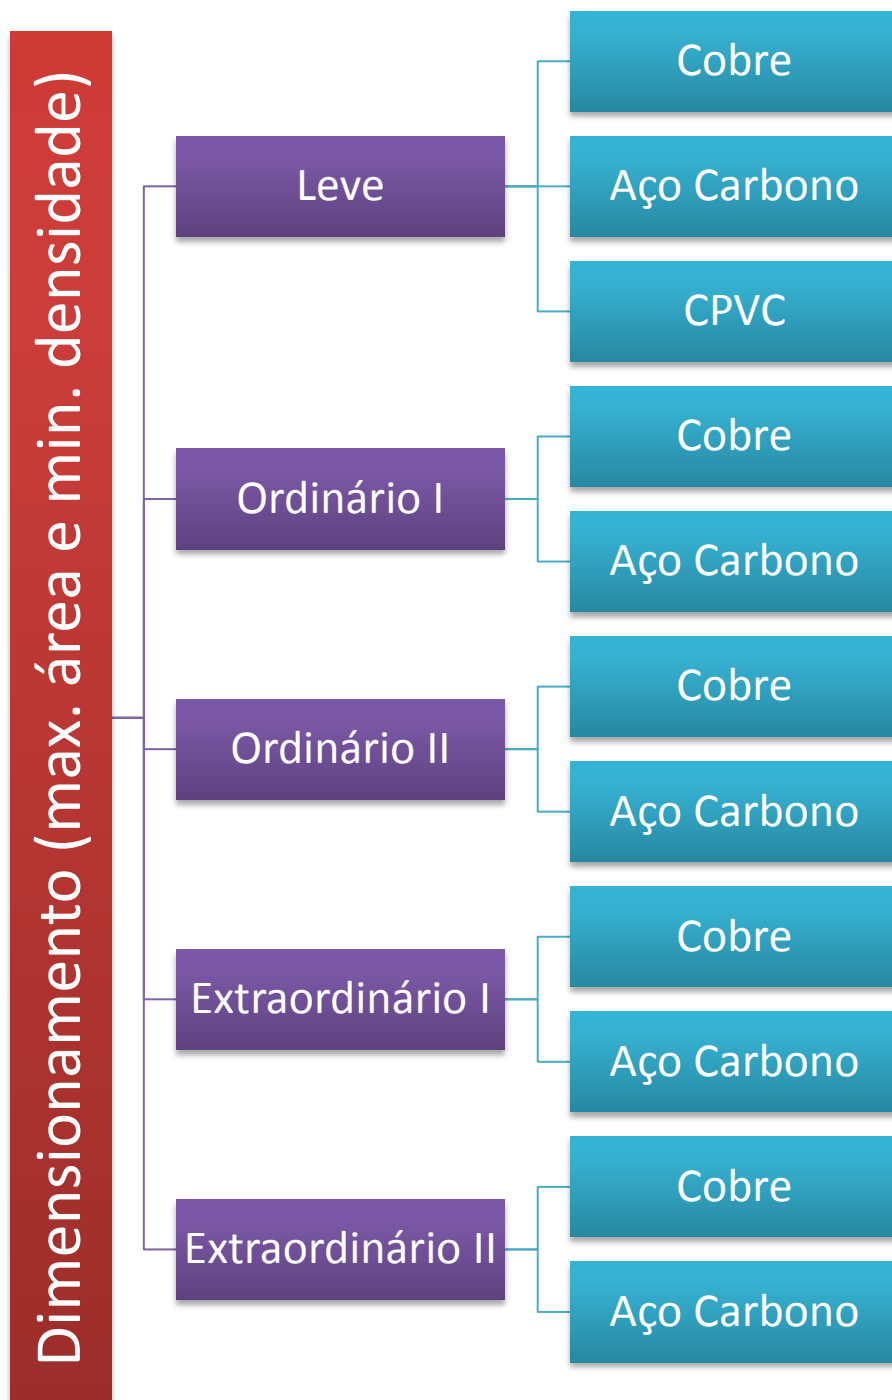 Dimensionamento (max. área e min. densidade)
Leve
Cobre
Aço Carbono
CPVC
Ordinário I
Cobre
Aço Carbono
Ordinário II
Cobre
Aço Carbono
Extraordinário I
Cobre
Aço Carbono
Extraordinário II
Cobre
Aço Carbono